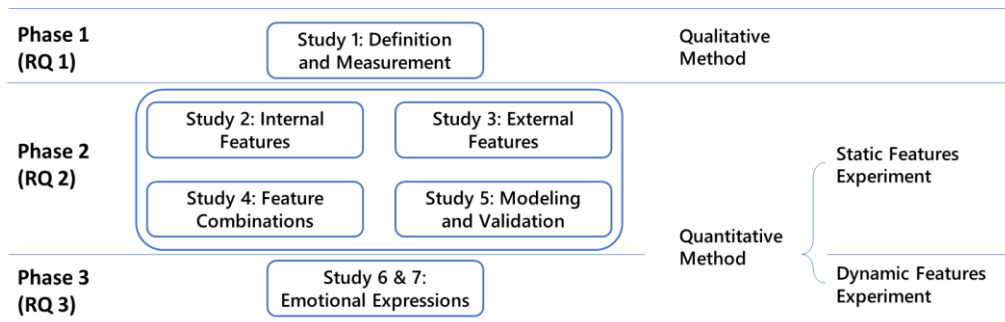 Phase 1
(RQ 1)
Study 1: Definition
and Measurement
Qualitative
Method
Phase 2
(RQ 2)
Study 2: Internal
Features
Study 3: External
Features
Study 4: Feature
Combinations
Study 5: Modeling
and Validation
Static Features
Experiment
Quantitative
Method
Phase 3
(RQ 3)
Study 6 & 7:
Emotional Expressions
Dynamic Features
Experiment